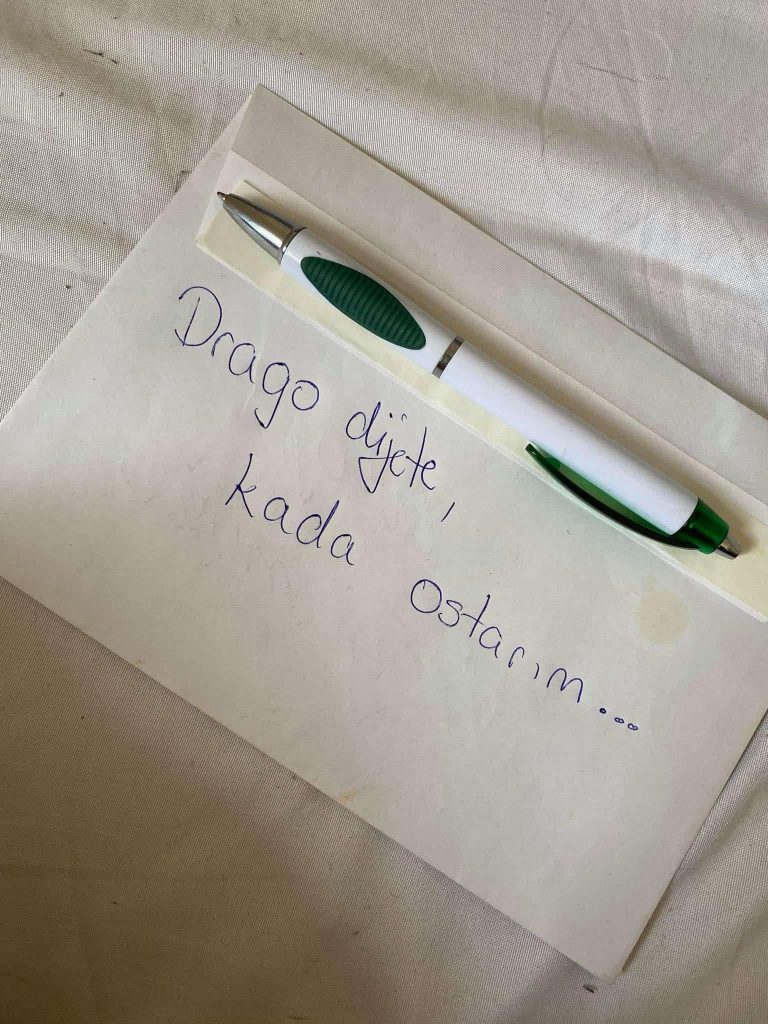 Drago dijete,
kada ostarim...